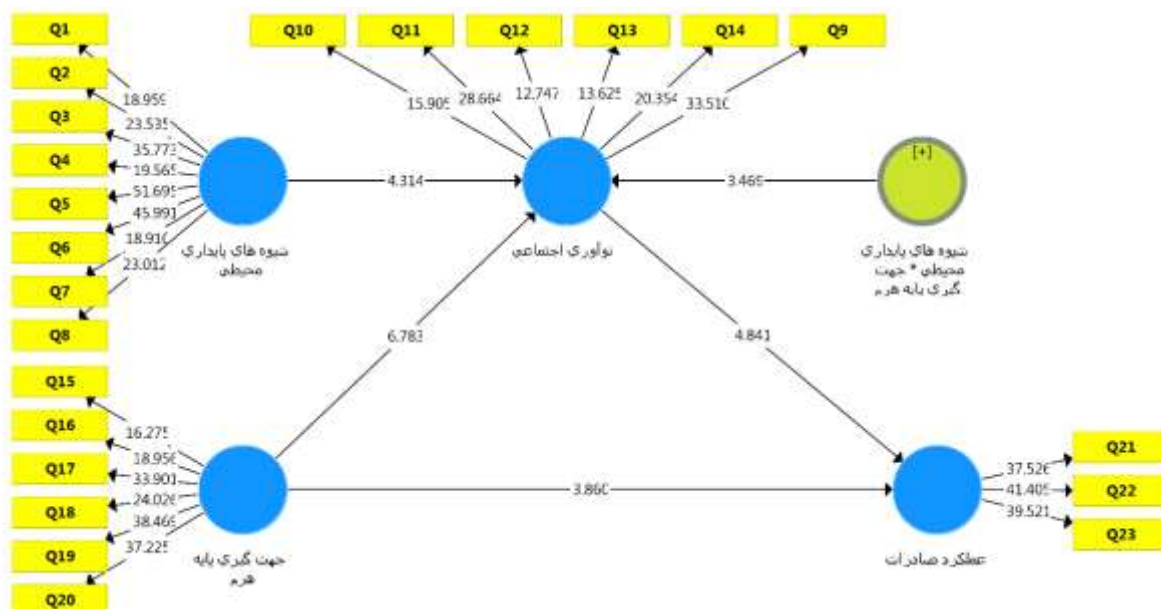 Q1
Q2
Q3
Q4
Q5
Q6
Q7
Q8
Q10
Q11
Q12
Q13
Q14
Q9
18.959
23.535
35.773
19.565
51.695
45.991
18.910
23.012
15.905
28.664
12.747
13.625
20.354
33.510
[+]
4.314
3.465
شیوه های پایداری
محیطی
نوآوری اجتماعی
شیوه های پایداری
محیطی * جهت
گیری پایه هرم
6.783
4.841
Q15
Q16
Q17
Q18
Q19
Q20
16.275
18.956
33.901
24.026
38.465
37.225
3.860
37.526
41.405
39.521
Q21
Q22
Q23
جهت گیری پایه
هرم
عملکرد صادرات